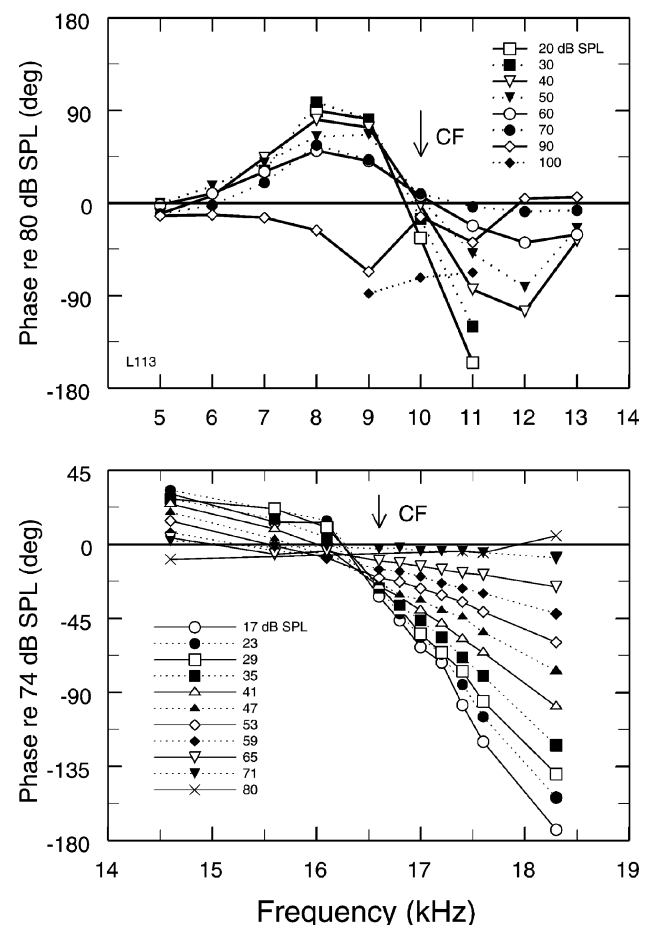 Phase re 80 dB SPL (deg)
180
90
0
-90
-180
20 dB SPL
30
40
50
60
70
90
100
CF
L113
5 6 7 8 9 10 11 12 13 14
Phase re 74 dB SPL (deg)
45
0
-45
-90
-135
-180
CF
17 dB SPL
23
29
35
41
47
53
59
65
71
80
14 15 16 17 18 19
Frequency (kHz)